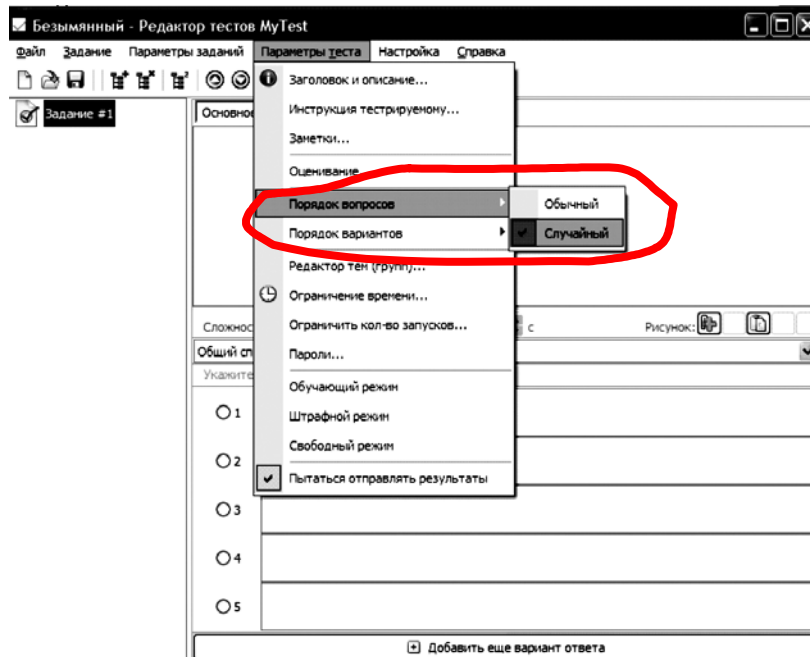 Безымянный - Редактор тестов MyTest
Файл Задание Параметры заданий Параметры теста Настройка Справка
Задание #1
Основно
Заголовок и описание...
Инструкция тестрируеному...
Заметки...
Оценивание
Порядок вопросов
Обычный
Порядок вариантов
Случайный
Редактор тем (групп)...
Ограничение времени...
Ограничить кол-во запусков...
Сложнос
с
Рисунок:
Общий сп
Пароли...
Укажите
Обучающий режим
1
Штрафной режим
Свободный режим
2
Пытаться отправлять результаты
3
4
5
Добавить еще вариант ответа